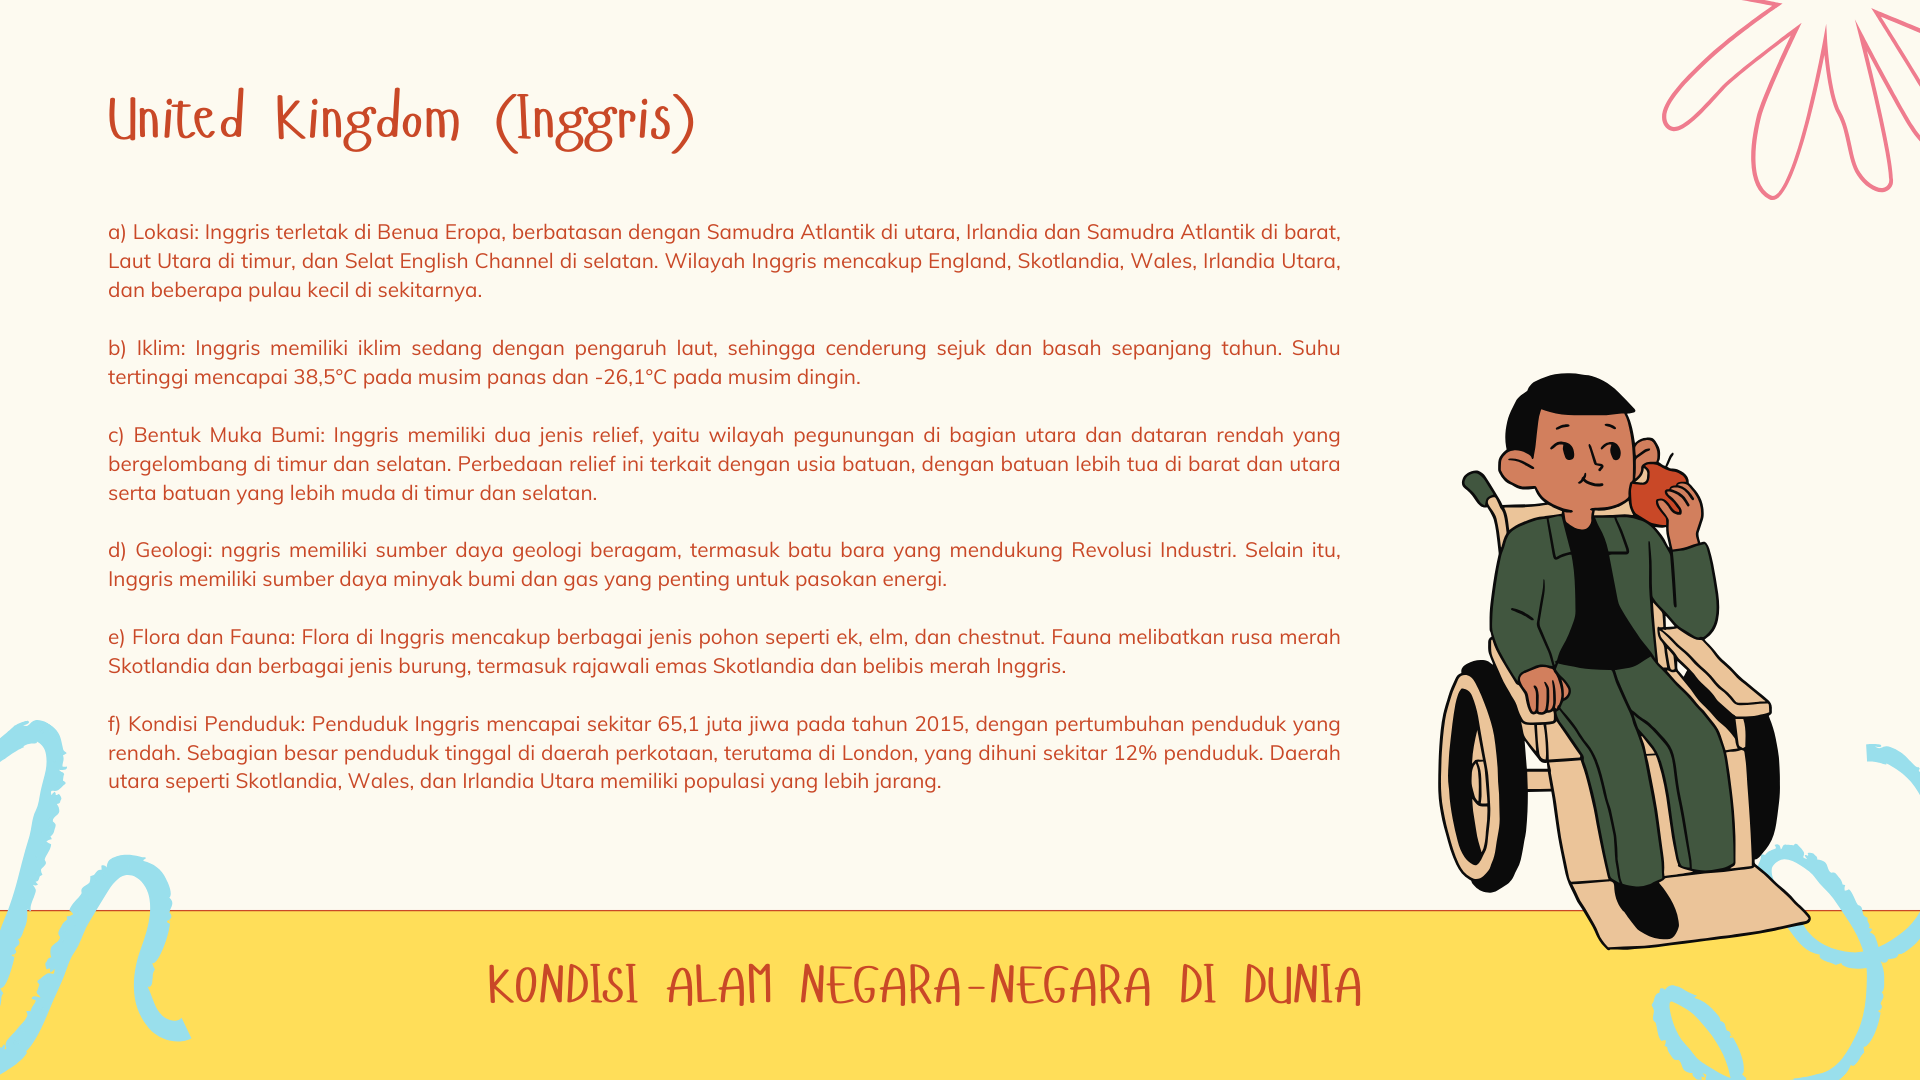 United Kingdom (Inggris)
a) Lokasi: Inggris terletak di Benua Eropa, berbatasan dengan Samudra Atlantik di utara, Irlandia dan Samudra Atlantik di barat,
Laut Utara di timur, dan Selat English Channel di selatan. Wilayah Inggris mencakup England, Skotlandia, Wales, Irlandia Utara,
dan beberapa pulau kecil di sekitarnya.
b) Iklim: Inggris memiliki iklim sedang dengan pengaruh laut, sehingga cenderung sejuk dan basah sepanjang tahun. Suhu
tertinggi mencapai 38,5°C pada musim panas dan -26,1°C pada musim dingin.
c) Bentuk Muka Bumi: Inggris memiliki dua jenis relief, yaitu wilayah pegunungan di bagian utara dan dataran rendah yang
bergelombang di timur dan selatan. Perbedaan relief ini terkait dengan usia batuan, dengan batuan lebih tua di barat dan utara
serta batuan yang lebih muda di timur dan selatan.
d) Geologi: nggris memiliki sumber daya geologi beragam, termasuk batu bara yang mendukung Revolusi Industri. Selain itu,
Inggris memiliki sumber daya minyak bumi dan gas yang penting untuk pasokan energi.
e) Flora dan Fauna: Flora di Inggris mencakup berbagai jenis pohon seperti ek, elm, dan chestnut. Fauna melibatkan rusa merah
Skotlandia dan berbagai jenis burung, termasuk rajawali emas Skotlandia dan belibis merah Inggris.
f) Kondisi Penduduk: Penduduk Inggris mencapai sekitar 65,1 juta jiwa pada tahun 2015, dengan pertumbuhan penduduk yang
rendah. Sebagian besar penduduk tinggal di daerah perkotaan, terutama di London, yang dihuni sekitar 12% penduduk. Daerah
utara seperti Skotlandia, Wales, dan Irlandia Utara memiliki populasi yang lebih jarang.
KONDISI ALAM NEGARA-NEGARA DI DUNIA